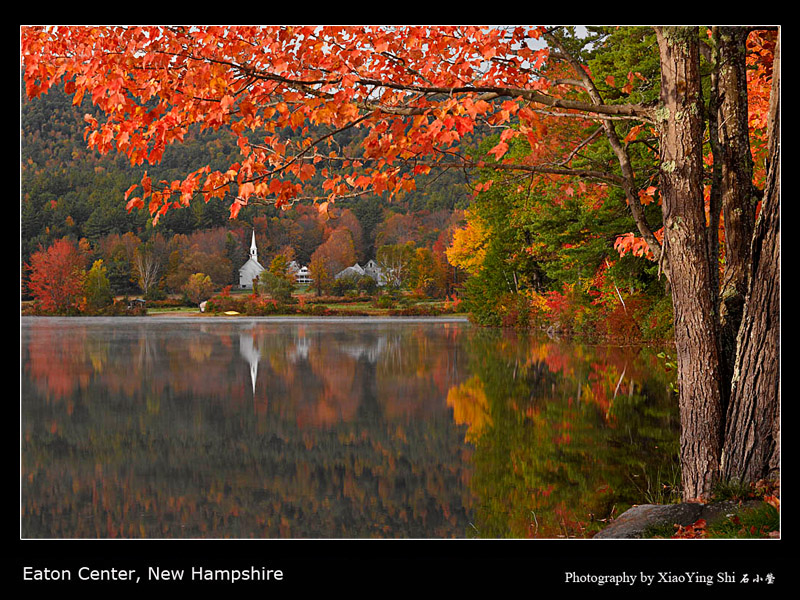 Eaton Center, New Hampshire
Photography by XiaoYing Shi 石小莹